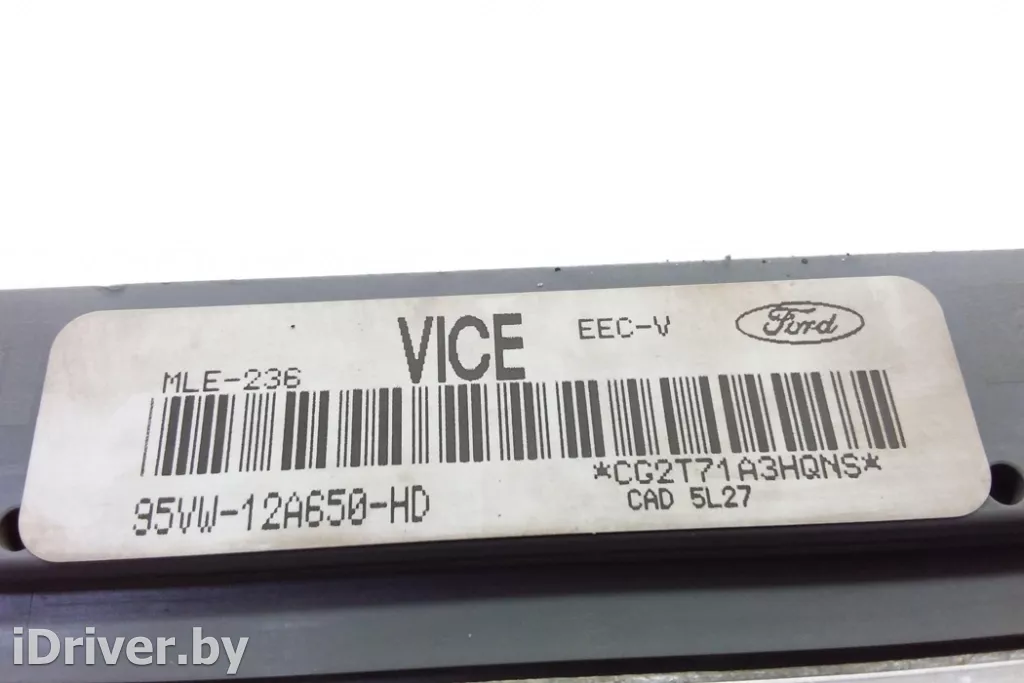 VICE EEC-V Ford
MLE-236
*CG2T71A3HQNS*
95VW-12A650-HD CAD 5L27
iDriver.by